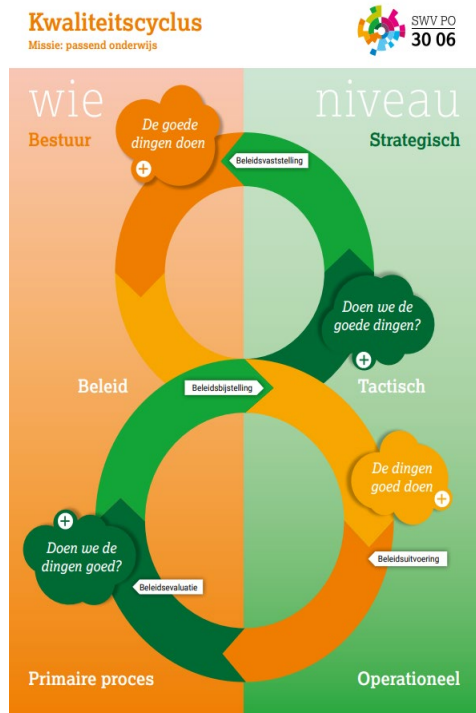 Kwaliteitscyclus
Missie: passend onderwijs
SWV PO
30 06
wie
niveau
Bestuur
Strategisch
De goede
dingen doen
Beleidsvaststelling
Doen we de
goede dingen?
Beleid
Beleidsbijstelling
Tactisch
De dingen
goed doen
Doen we de
dingen goed?
Beleidsuitvoering
Beleidsevaluatie
Primaire proces
Operationeel